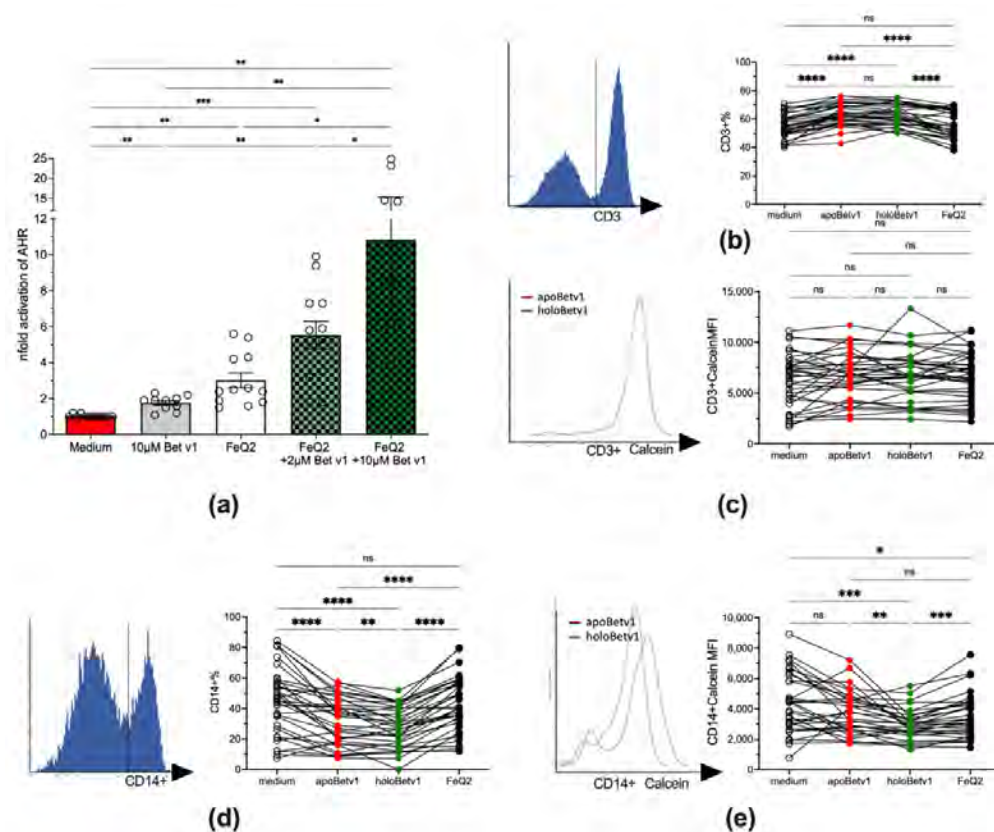 (a)
**
**
***
** *
** ** *
25
20
15
10
12
10
8
6
4
2
0
nfold activation of AHR
Medium 10µM Bet v1 FeQ2 FeQ2 FeQ2
+2µM Bet v1 +10µM Bet v1
CD3
ns
****
****
**** ns ****
100
80
60
40
20
0
CD3+%
medium apoBetv1 holoBetv1 FeQ2
(b)
apoBetv1
holoBetv1
CD3+ Calcein
ns
ns
ns
ns ns ns
15,000
10,000
5,000
0
CD3+CalceinMFI
medium apoBetv1 holoBetv1 FeQ2
(c)
CD14+
ns
****
****
**** ** ****
100
80
60
40
20
0
CD14+%
medium apoBetv1 holoBetv1 FeQ2
(d)
apoBetv1
holoBetv1
CD14+ Calcein
*
ns
***
ns ** ***
10,000
8,000
6,000
4,000
2,000
0
CD14+Calcein MFI
medium apoBetv1 holoBetv1 FeQ2
(e)